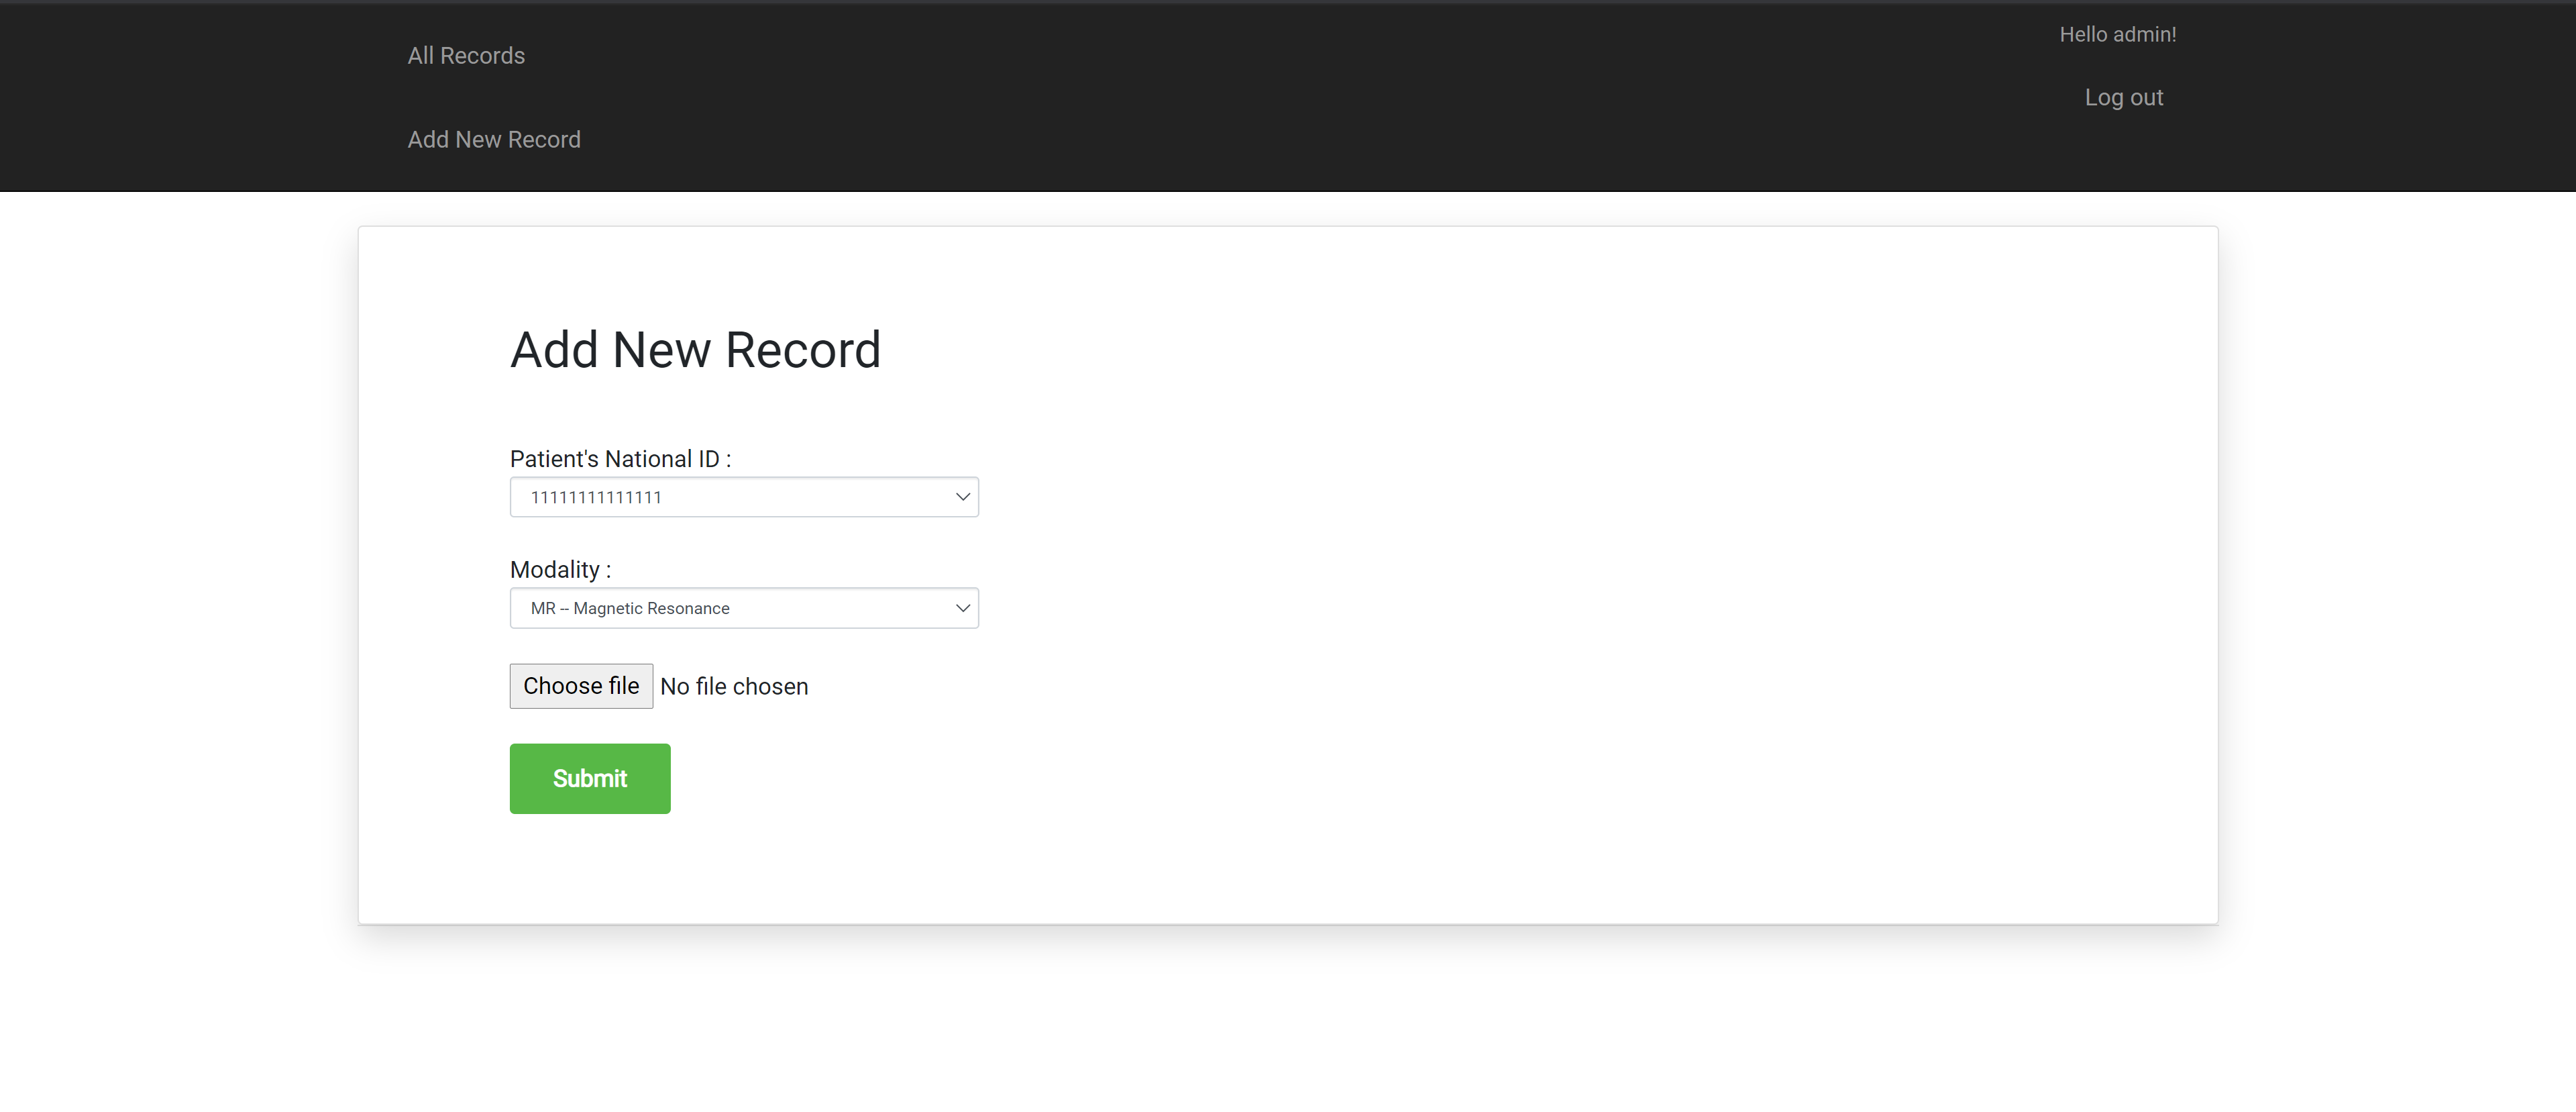 All Records
Hello admin!
Log out
Add New Record
Add New Record
Patient's National ID :
11111111111111
Modality :
MR -- Magnetic Resonance
Choose file No file chosen
Submit